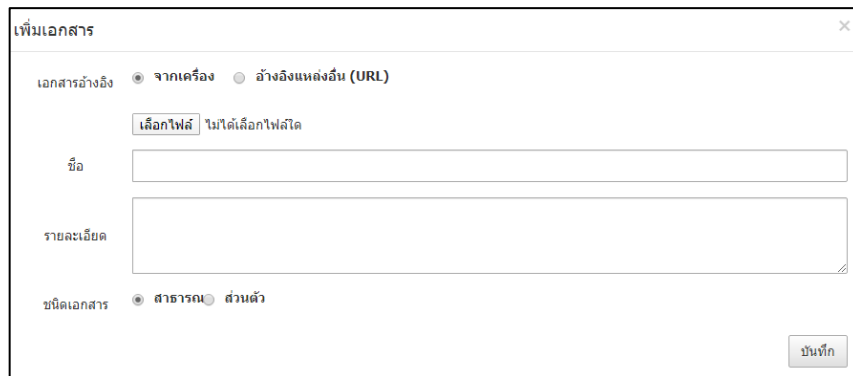 เพิ่มเอกสาร ×
เอกสารอ้างอิง จากเครื่อง อ้างอิงแหล่งอื่น (URL)
เลือกไฟล์ ไม่ได้เลือกไฟล์ใด
ชื่อ
รายละเอียด
ชนิดเอกสาร สาธารณ ส่วนตัว
บันทึก